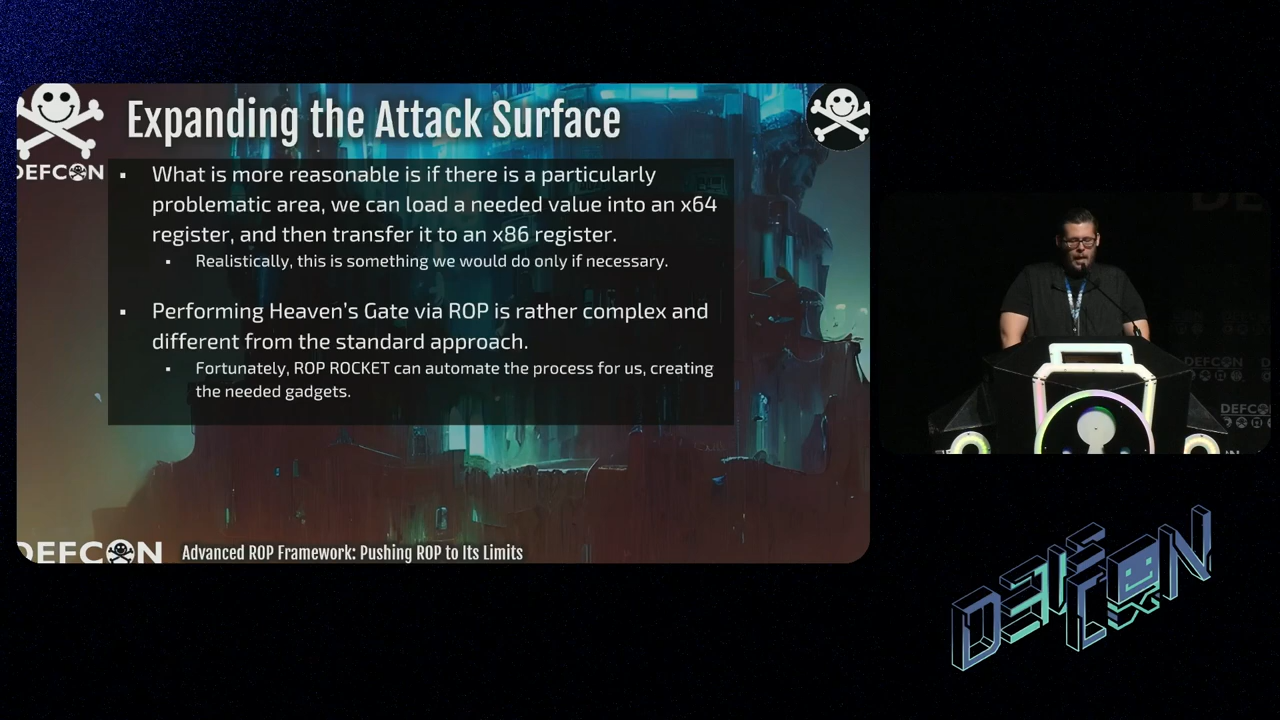 Expanding the Attack Surface
DEFCON
▪ What is more reasonable is if there is a particularly
problematic area, we can load a needed value into an x64
register, and then transfer it to an x86 register.
▪ Realistically, this is something we would do only if necessary.
▪ Performing Heaven's Gate via ROP is rather complex and
different from the standard approach.
▪ Fortunately, ROP ROCKET can automate the process for us, creating
the needed gadgets.
DEFCON
Advanced ROP Framework: Pushing ROP to Its Limits
DE
DEFCON
DEFCON
DEF CON